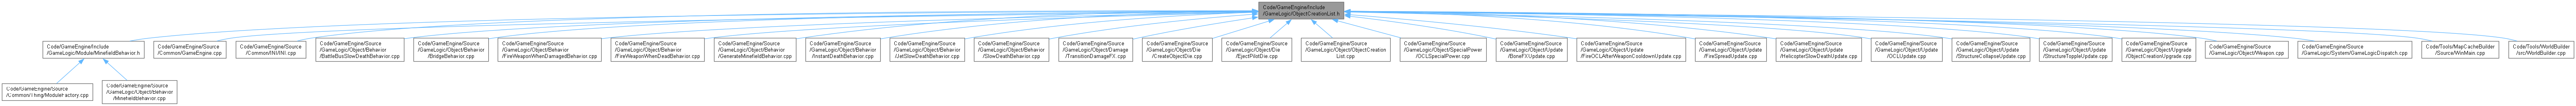 Code/GameEngine/Include
/GameLogic/ObjectCreationList.h
Code/GameEngine/Include
/GameLogic/Module/MinefieldBehavior.h
Code/GameEngine/Source
/Common/GameEngine.cpp
Code/GameEngine/Source
/Common/INI/INI.cpp
Code/GameEngine/Source
/GameLogic/Object/Behavior
/BattleBusSlowDeathBehavior.cpp
Code/GameEngine/Source
/GameLogic/Object/Behavior
/BridgeBehavior.cpp
Code/GameEngine/Source
/GameLogic/Object/Behavior
/FireWeaponWhenDamagedBehavior.cpp
Code/GameEngine/Source
/GameLogic/Object/Behavior
/FireWeaponWhenDeadBehavior.cpp
Code/GameEngine/Source
/GameLogic/Object/Behavior
/GenerateMinefieldBehavior.cpp
Code/GameEngine/Source
/GameLogic/Object/Behavior
/InstantDeathBehavior.cpp
Code/GameEngine/Source
/GameLogic/Object/Behavior
/JetSlowDeathBehavior.cpp
Code/GameEngine/Source
/GameLogic/Object/Behavior
/SlowDeathBehavior.cpp
Code/GameEngine/Source
/GameLogic/Object/Damage
/TransitionDamageFX.cpp
Code/GameEngine/Source
/GameLogic/Object/Die
/CreateObjectDie.cpp
Code/GameEngine/Source
/GameLogic/Object/Die
/EjectPilotDie.cpp
Code/GameEngine/Source
/GameLogic/Object/ObjectCreation
List.cpp
Code/GameEngine/Source
/GameLogic/Object/SpecialPower
/OCLSpecialPower.cpp
Code/GameEngine/Source
/GameLogic/Object/Update
/BoneFXUpdate.cpp
Code/GameEngine/Source
/GameLogic/Object/Update
/FireOCLAfterWeaponCooldownUpdate.cpp
Code/GameEngine/Source
/GameLogic/Object/Update
/FireSpreadUpdate.cpp
Code/GameEngine/Source
/GameLogic/Object/Update
/HelicopterSlowDeathUpdate.cpp
Code/GameEngine/Source
/GameLogic/Object/Update
/OCLUpdate.cpp
Code/GameEngine/Source
/GameLogic/Object/Update
/StructureCollapseUpdate.cpp
Code/GameEngine/Source
/GameLogic/Object/Update
/StructureToppleUpdate.cpp
Code/GameEngine/Source
/GameLogic/Object/Upgrade
/ObjectCreationUpgrade.cpp
Code/GameEngine/Source
/GameLogic/Object/Weapon.cpp
Code/GameEngine/Source
/GameLogic/System/GameLogicDispatch.cpp
Code/Tools/MapCacheBuilder
/Source/WinMain.cpp
Code/Tools/WorldBuilder
/src/WorldBuilder.cpp
Code/GameEngine/Source
/Common/Thing/ModuleFactory.cpp
Code/GameEngine/Source
/GameLogic/Object/Behavior
/MinefieldBehavior.cpp